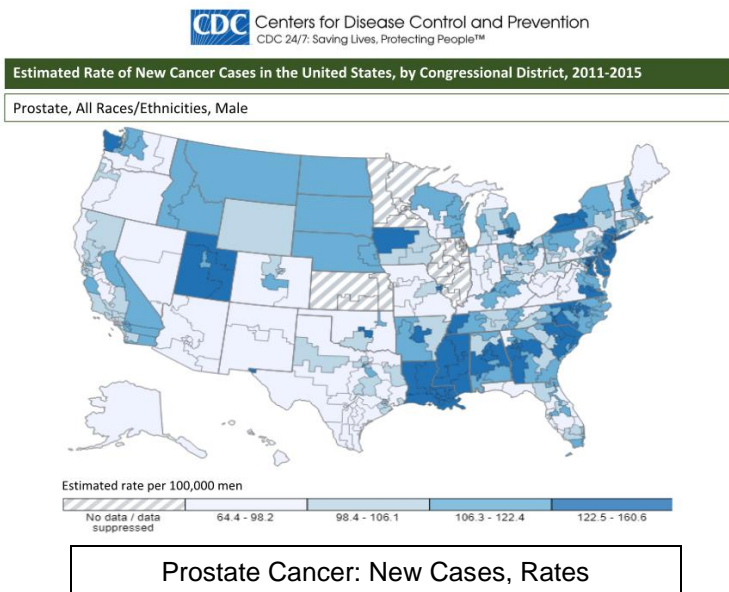 CDC Centers for Disease Control and Prevention
CDC 24/7: Saving Lives, Protecting People™
Estimated Rate of New Cancer Cases in the United States, by Congressional District, 2011-2015
Prostate, All Races/Ethnicities, Male
Estimated rate per 100,000 men
No data / data suppressed
64.4 - 98.2
98.4 - 106.1
106.3 - 122.4
122.5 - 160.6
Prostate Cancer: New Cases, Rates